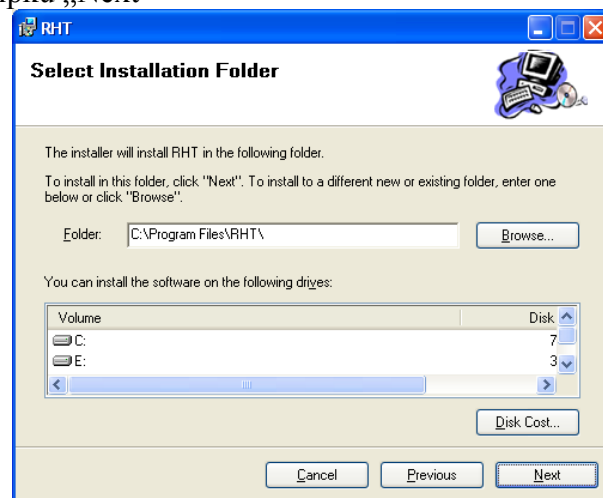 „Next“
RHT
Select Installation Folder
The installer will install RHT in the following folder.
To install in this folder, click "Next". To install to a different new or existing folder, enter one
below or click "Browse".
Folder:
C:\Program Files\RHT\
Browse...
You can install the software on the following drives:
Volume Disk
C: 7
E: 3
Disk Cost...
Cancel Previous Next